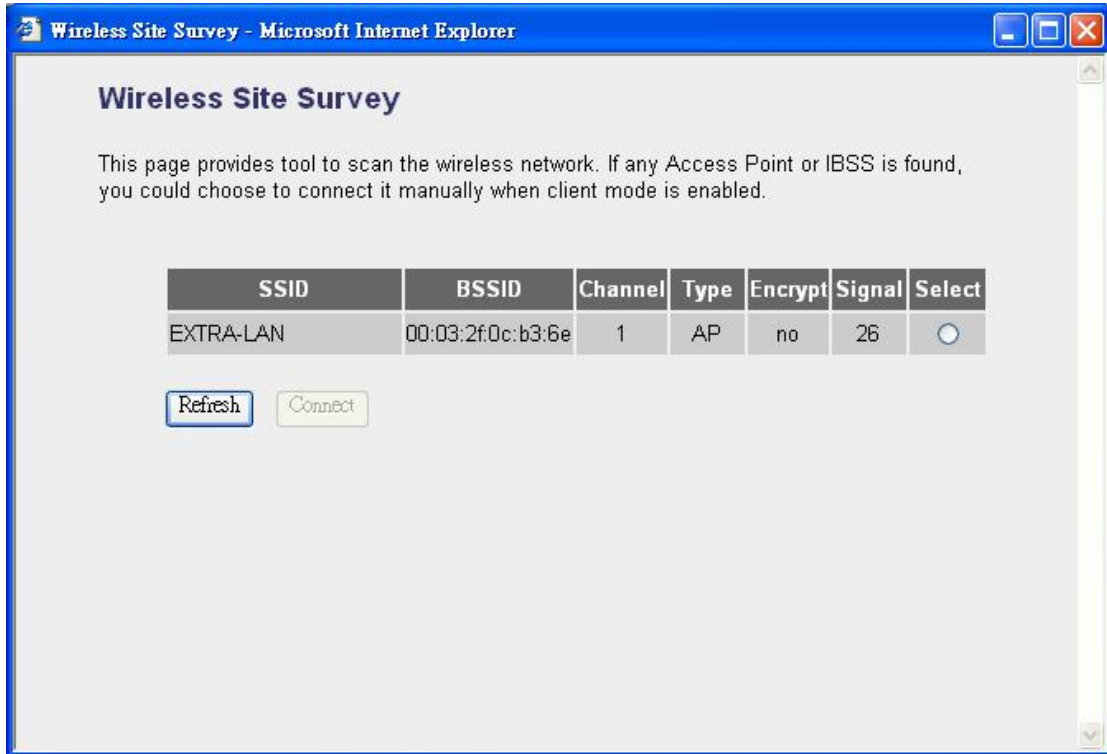 Wireless Site Survey - Microsoft Internet Explorer
Wireless Site Survey
This page provides tool to scan the wireless network. If any Access Point or IBSS is found,
you could choose to connect it manually when client mode is enabled.
SSID BSSID Channel Type Encrypt Signal Select
EXTRA-LAN 00:03:2f:0c:b3:6e 1 AP no 26
Refresh Connect